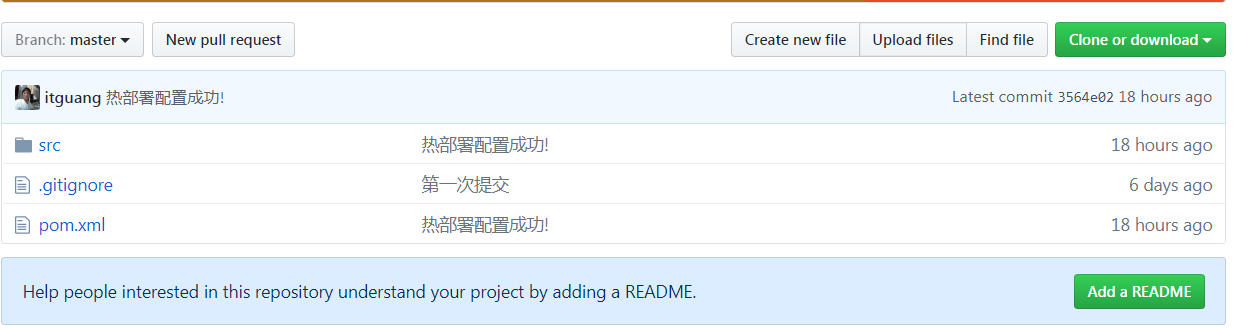 Branch: master New pull request Create new file Upload files Find file Clone or download
itguang 热部署配置成功! Latest commit 3564e02 18 hours ago
src 热部署配置成功! 18 hours ago
.gitignore 第一次提交 6 days ago
pom.xml 热部署配置成功! 18 hours ago
Help people interested in this repository understand your project by adding a README. Add a README